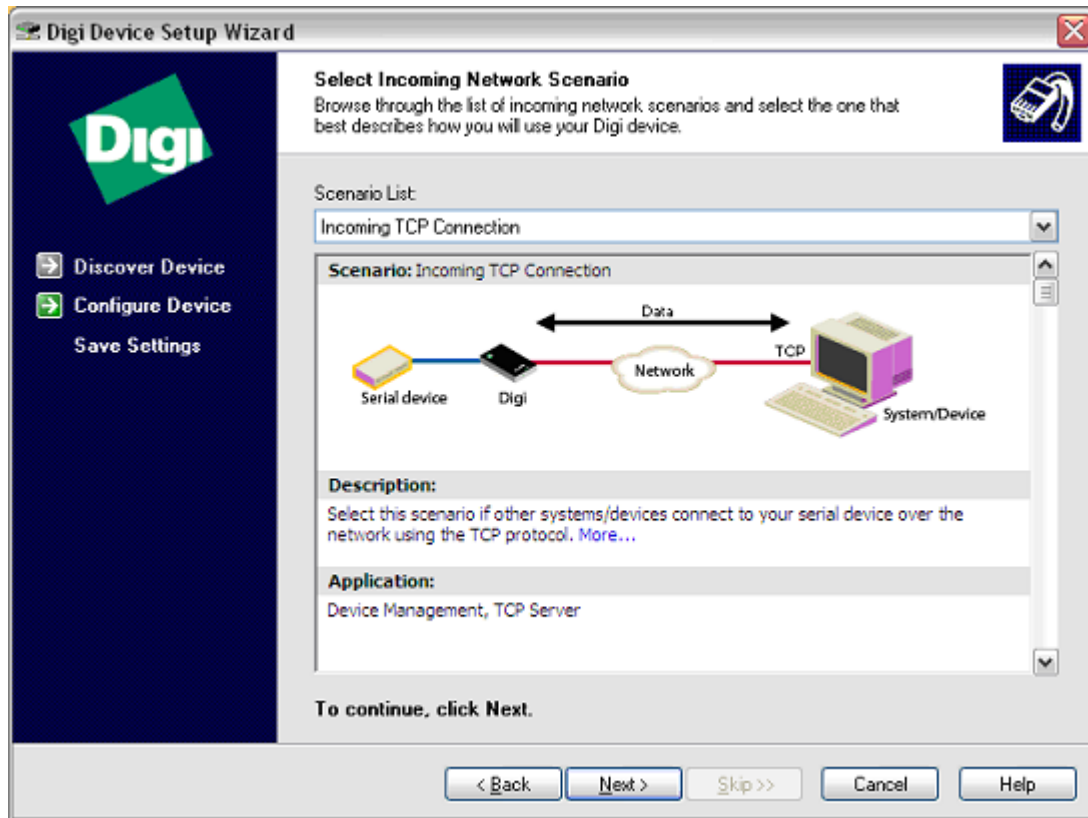 Digi Device Setup Wizard
Digi
Discover Device
Configure Device
Save Settings
Select Incoming Network Scenario
Browse through the list of incoming network scenarios and select the one that
best describes how you will use your Digi device.
Scenario List:
Incoming TCP Connection
Scenario: Incoming TCP Connection
Data
TCP
Network
Serial device
Digi
System/Device
Description:
Select this scenario if other systems/devices connect to your serial device over the
network using the TCP protocol. More...
Application:
Device Management, TCP Server
To continue, click Next.
< Back
Next >
Skip >>
Cancel
Help